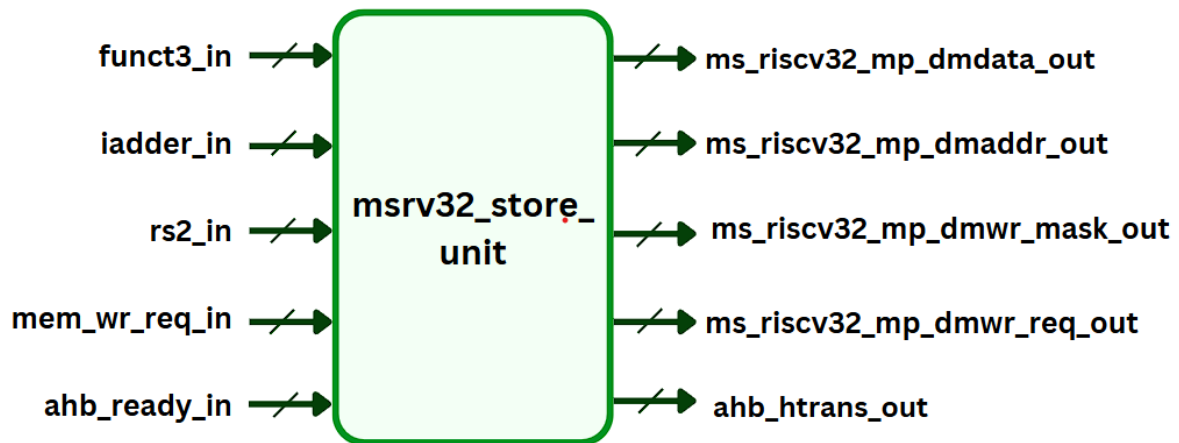 funct3_in
iadder_in
rs2_in
mem_wr_req_in
ahb_ready_in
msrv32_store_
unit
ms_riscv32_mp_dmdata_out
ms_riscv32_mp_dmaddr_out
ms_riscv32_mp_dmwr_mask_out
ms_riscv32_mp_dmwr_req_out
ahb_htrans_out